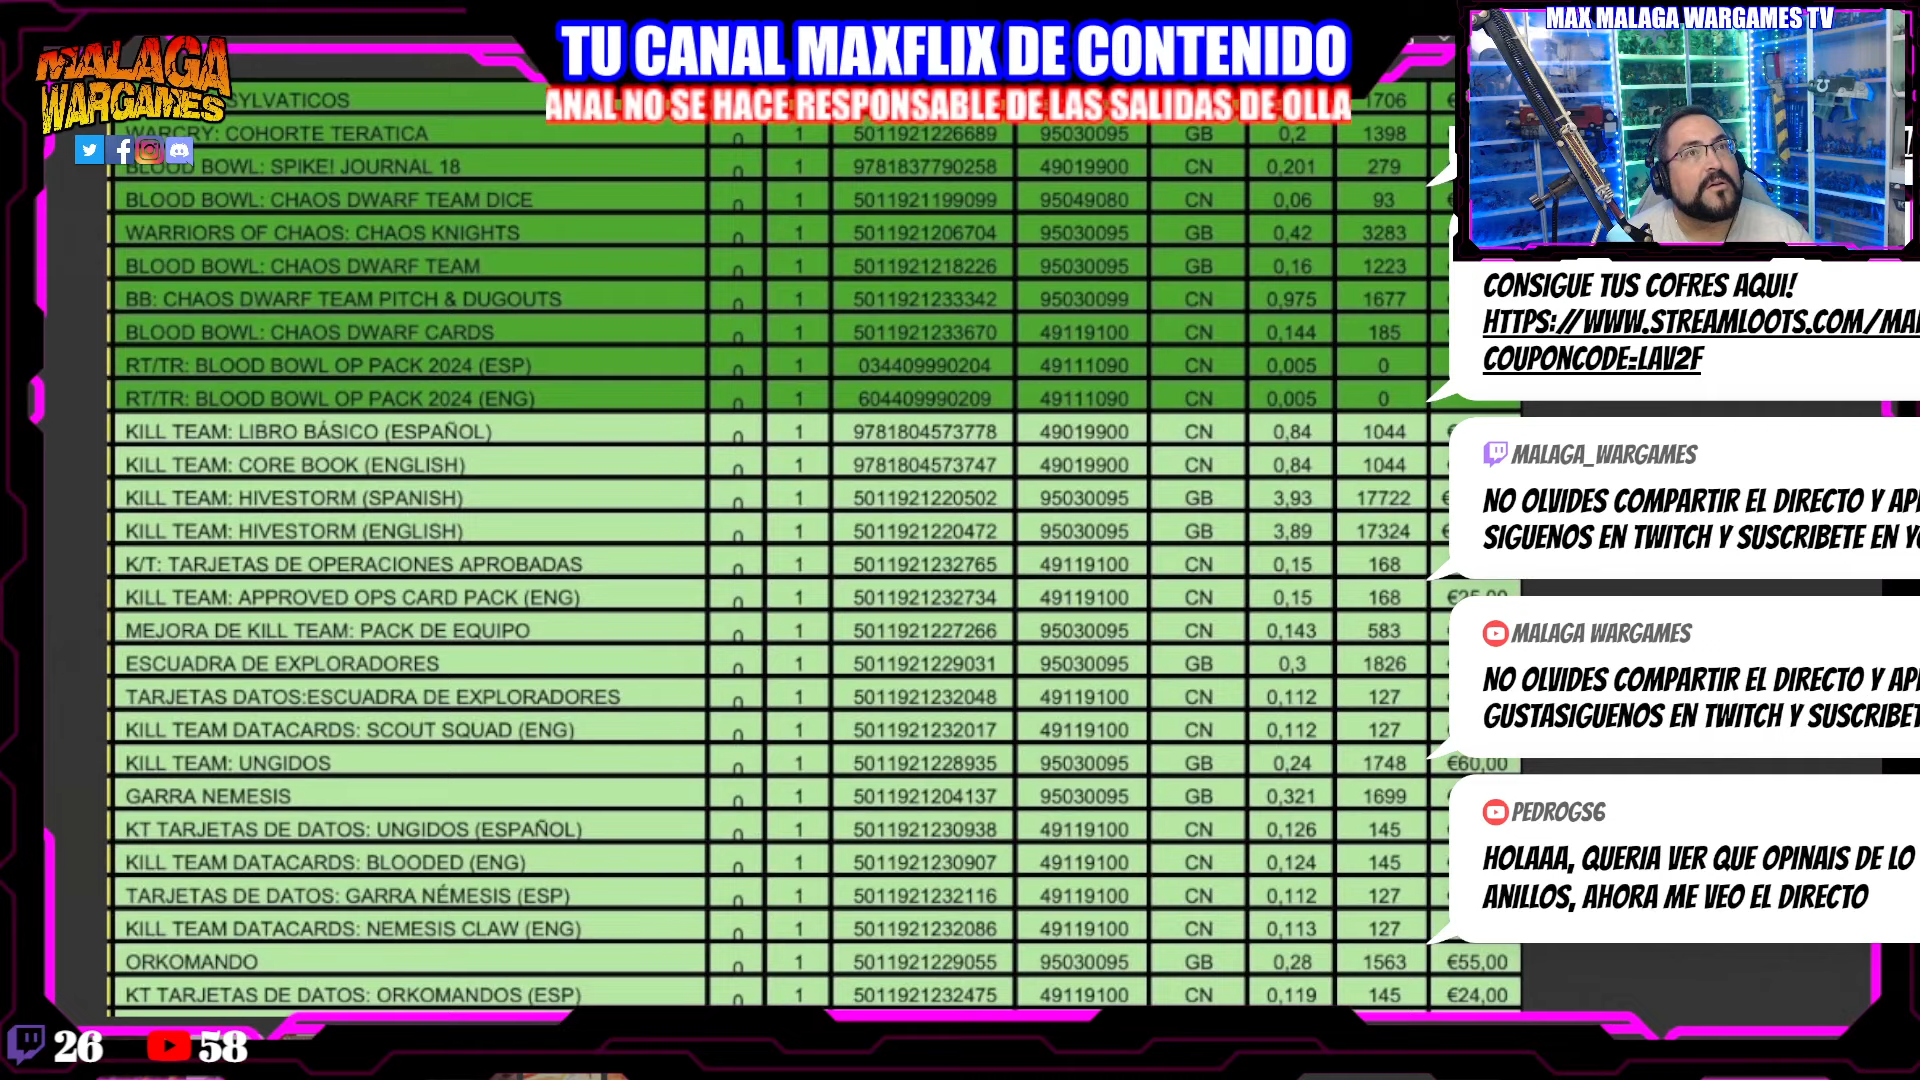 TU CANAL MAXFLIX DE CONTENIDO
ANAL NO SE HACE RESPONSABLE DE LAS SALIDAS DE OLLA
MAX MALAGA WARGAMES TV
MALAGA
WARGAMES
SYLVATICOS 1706
WARCRY: COHORTE TERATICA 1 5011921226689 95030095 GB 0,2 1398
BLOOD BOWL: SPIKE! JOURNAL 18 1 9781837790258 49019900 CN 0,201 279
BLOOD BOWL: CHAOS DWARF TEAM DICE 1 5011921199099 95049080 CN 0,06 93
WARRIORS OF CHAOS: CHAOS KNIGHTS 1 5011921206704 95030095 GB 0,42 3283
BLOOD BOWL: CHAOS DWARF TEAM 1 5011921218226 95030095 GB 0,16 1223
BB: CHAOS DWARF TEAM PITCH & DUGOUTS 1 5011921233342 95030099 CN 0,975 1677
BLOOD BOWL: CHAOS DWARF CARDS 1 5011921233670 49119100 CN 0,144 185
RT/TR: BLOOD BOWL OP PACK 2024 (ESP) 1 034409990204 49111090 CN 0,005 0
RT/TR: BLOOD BOWL OP PACK 2024 (ENG) 1 604409990209 49111090 CN 0,005 0
KILL TEAM: LIBRO BÁSICO (ESPAÑOL) 1 9781804573778 49019900 CN 0,84 1044
KILL TEAM: CORE BOOK (ENGLISH) 1 9781804573747 49019900 CN 0,84 1044
KILL TEAM: HIVESTORM (SPANISH) 1 5011921220502 95030095 GB 3,93 17722
KILL TEAM: HIVESTORM (ENGLISH) 1 5011921220472 95030095 GB 3,89 17324
K/T: TARJETAS DE OPERACIONES APROBADAS 1 5011921232765 49119100 CN 0,15 168
KILL TEAM: APPROVED OPS CARD PACK (ENG) 1 5011921232734 49119100 CN 0,15 168 €25,00
MEJORA DE KILL TEAM: PACK DE EQUIPO 1 5011921227266 95030095 CN 0,143 583
ESCUADRA DE EXPLORADORES 1 5011921229031 95030095 GB 0,3 1826
TARJETAS DATOS:ESCUADRA DE EXPLORADORES 1 5011921232048 49119100 CN 0,112 127
KILL TEAM DATACARDS: SCOUT SQUAD (ENG) 1 5011921232017 49119100 CN 0,112 127
KILL TEAM: UNGIDOS 1 5011921228935 95030095 GB 0,24 1748 €60,00
GARRA NEMESIS 1 5011921204137 95030095 GB 0,321 1699
KT TARJETAS DE DATOS: UNGIDOS (ESPAÑOL) 1 5011921230938 49119100 CN 0,126 145
KILL TEAM DATACARDS: BLOODED (ENG) 1 5011921230907 49119100 CN 0,124 145
TARJETAS DE DATOS: GARRA NÉMESIS (ESP) 1 5011921232116 49119100 CN 0,112 127
KILL TEAM DATACARDS: NEMESIS CLAW (ENG) 1 5011921232086 49119100 CN 0,113 127
ORKOMANDO 1 5011921229055 95030095 GB 0,28 1563 €55,00
KT TARJETAS DE DATOS: ORKOMANDOS (ESP) 1 5011921232475 49119100 CN 0,119 145 €24,00
CONSIGUE TUS COFRES AQUI!
HTTPS://WWW.STREAMLOOTS.COM/MAL
COUPONCODE=LAV2F
MALAGA_WARGAMES
NO OLVIDES COMPARTIR EL DIRECTO Y
SIGUENOS EN TWITCH Y SUSCRIBETE EN
MALAGA WARGAMES
NO OLVIDES COMPARTIR EL DIRECTO Y
GUSTASIGUENOS EN TWITCH Y SUSCRIBET
PEDROGS6
HOLAAA, QUERIA VER QUE OPINAIS DE LO
ANILLOS, AHORA ME VEO EL DIRECTO
26 58